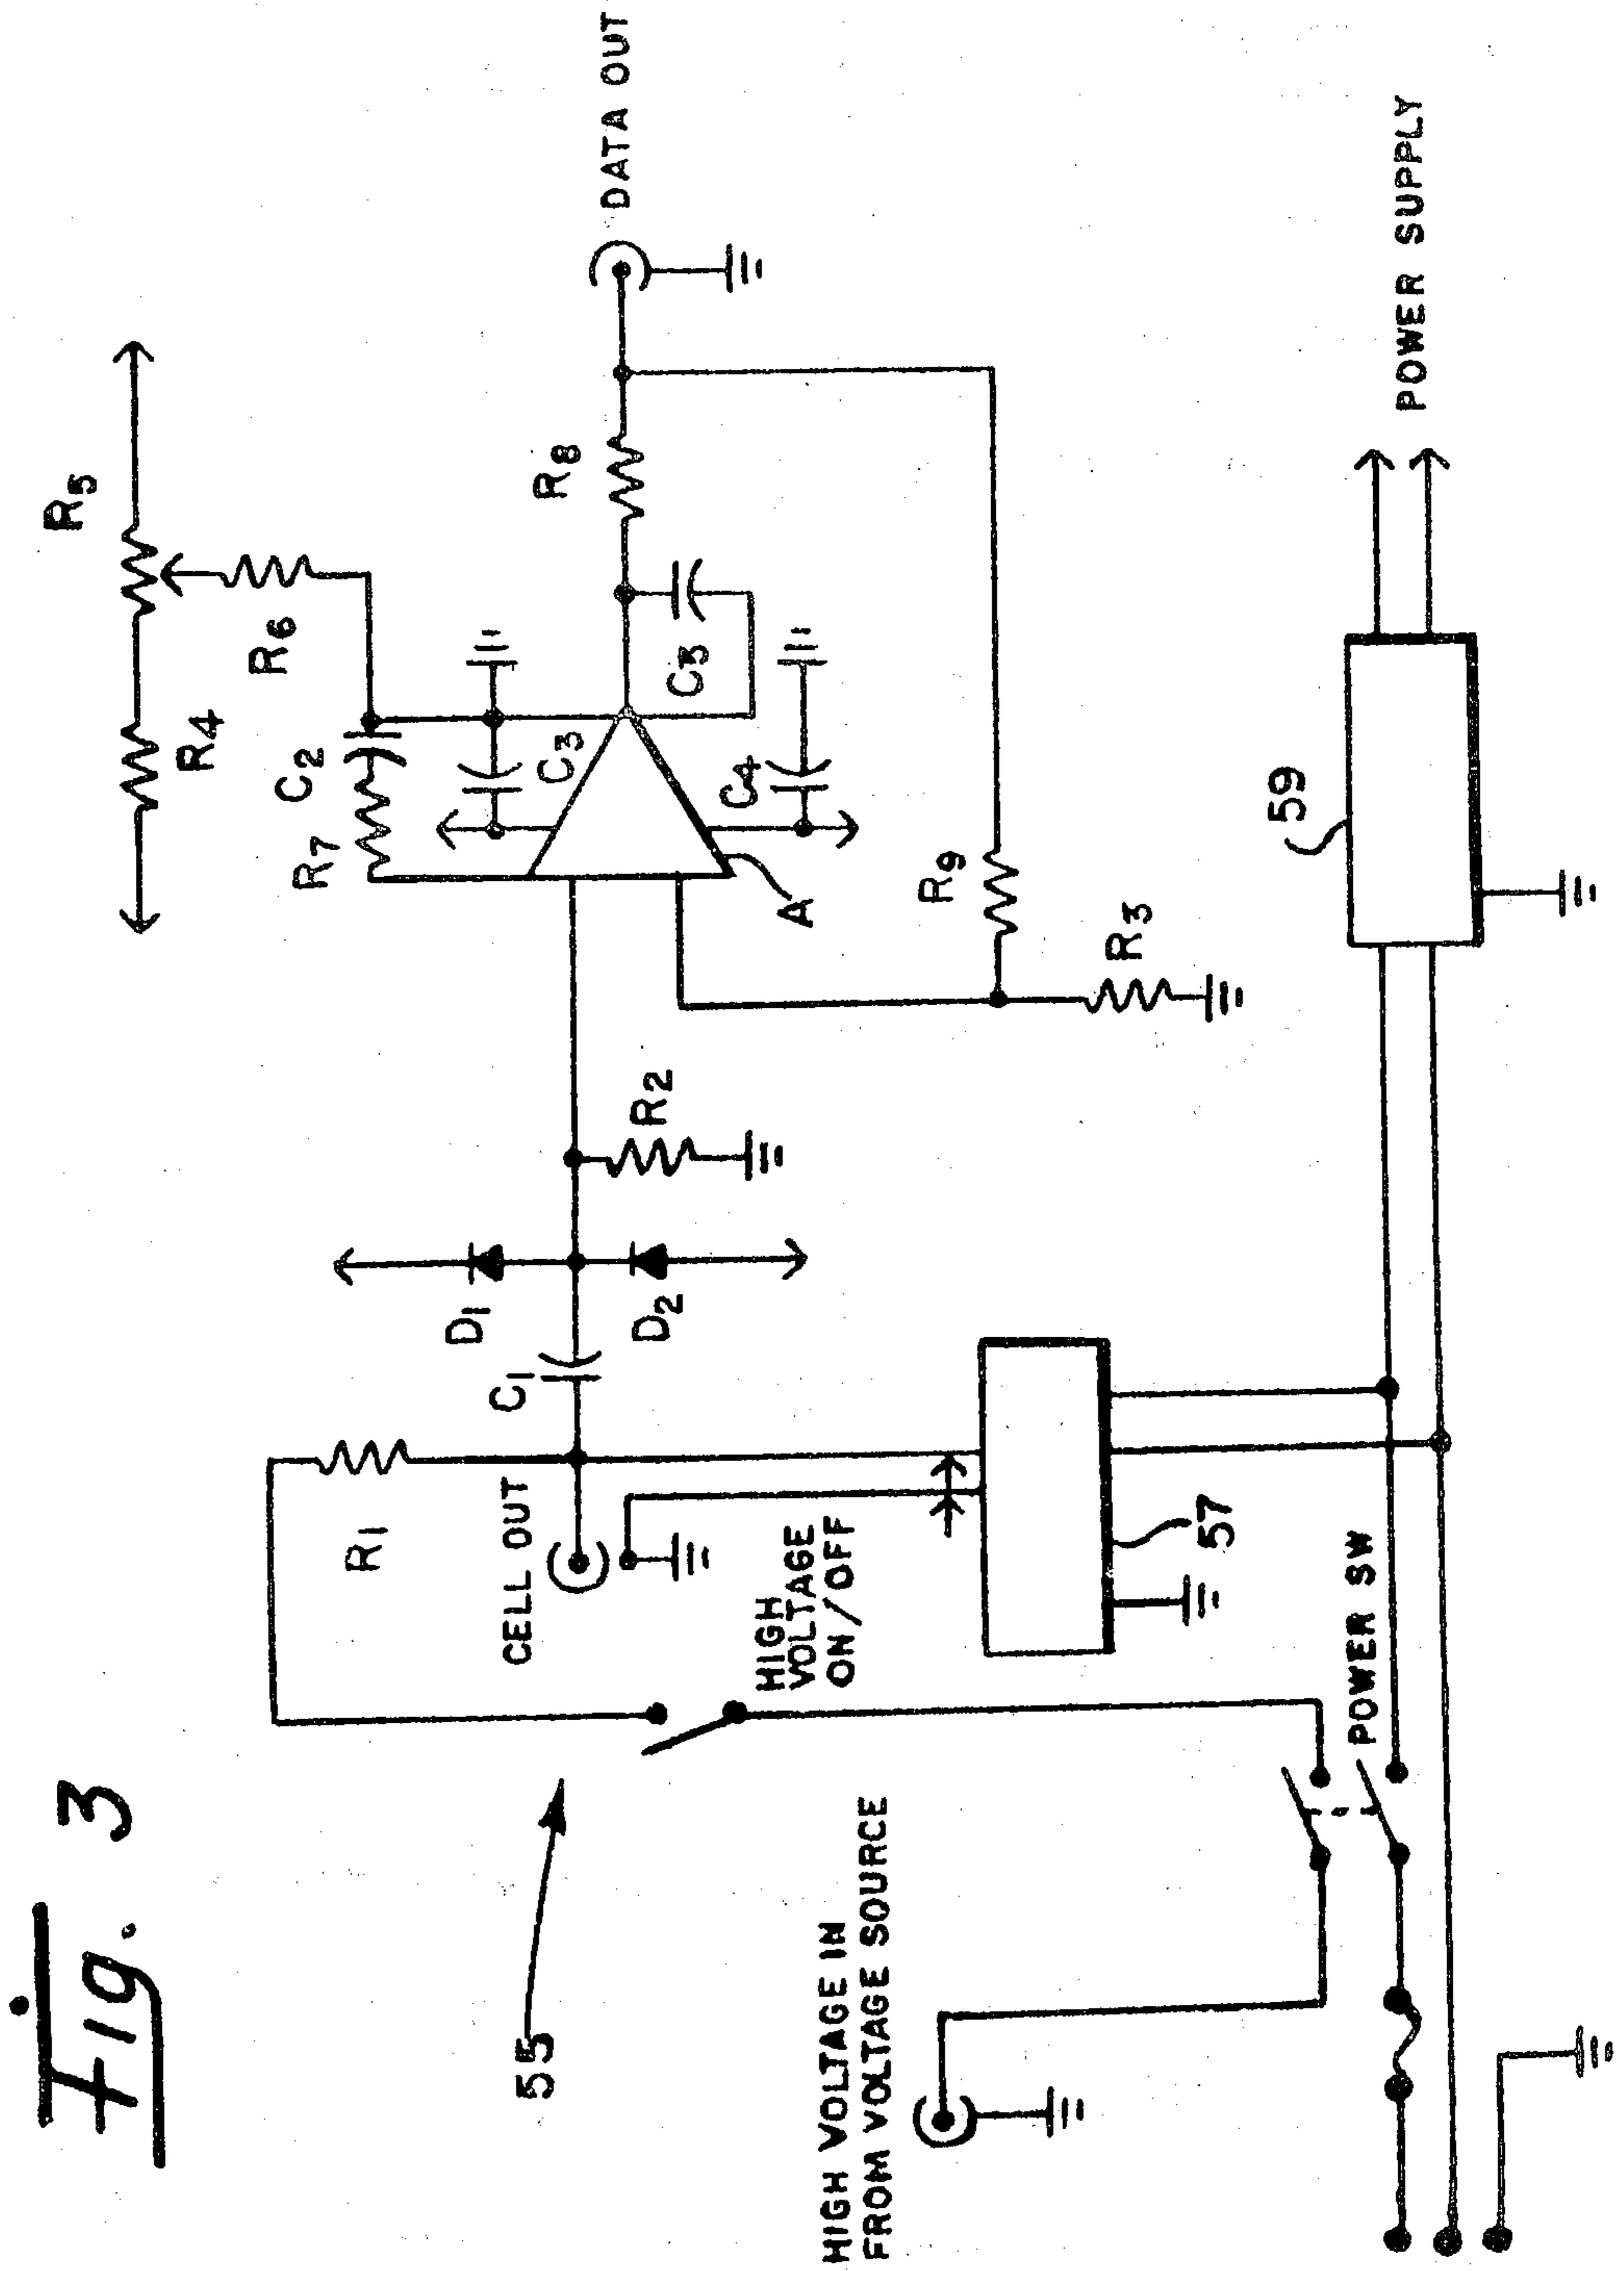 Fig. 3
55
HIGH VOLTAGE IN
FROM VOLTAGE SOURCE
R1
CELL OUT
HIGH
VOLTAGE
ON/OFF
POWER SW
57
C1
D1
D2
R2
R3
R4
R5
R6
C2
R7
C3
C4
A
C3
R8
R9
59
DATA OUT
POWER SUPPLY